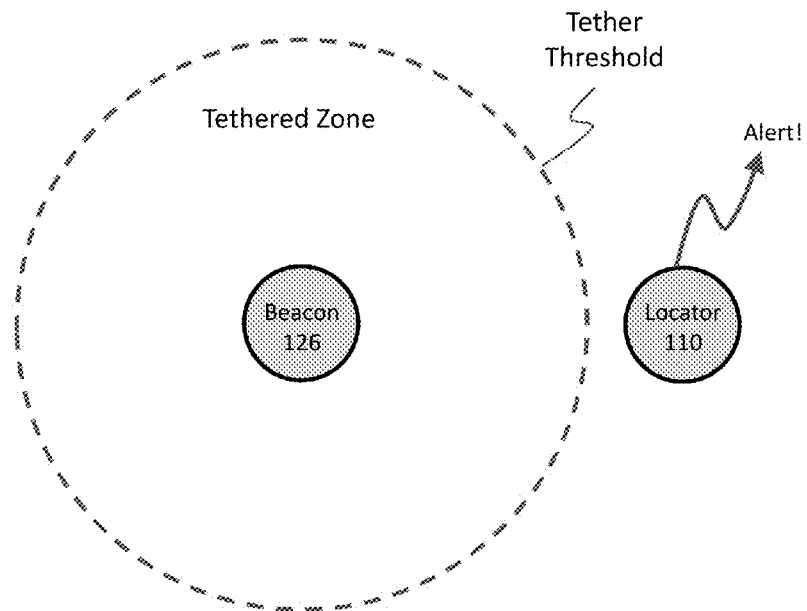 Tether
Threshold
Tethered Zone
Alert!
Beacon
126
Locator
110